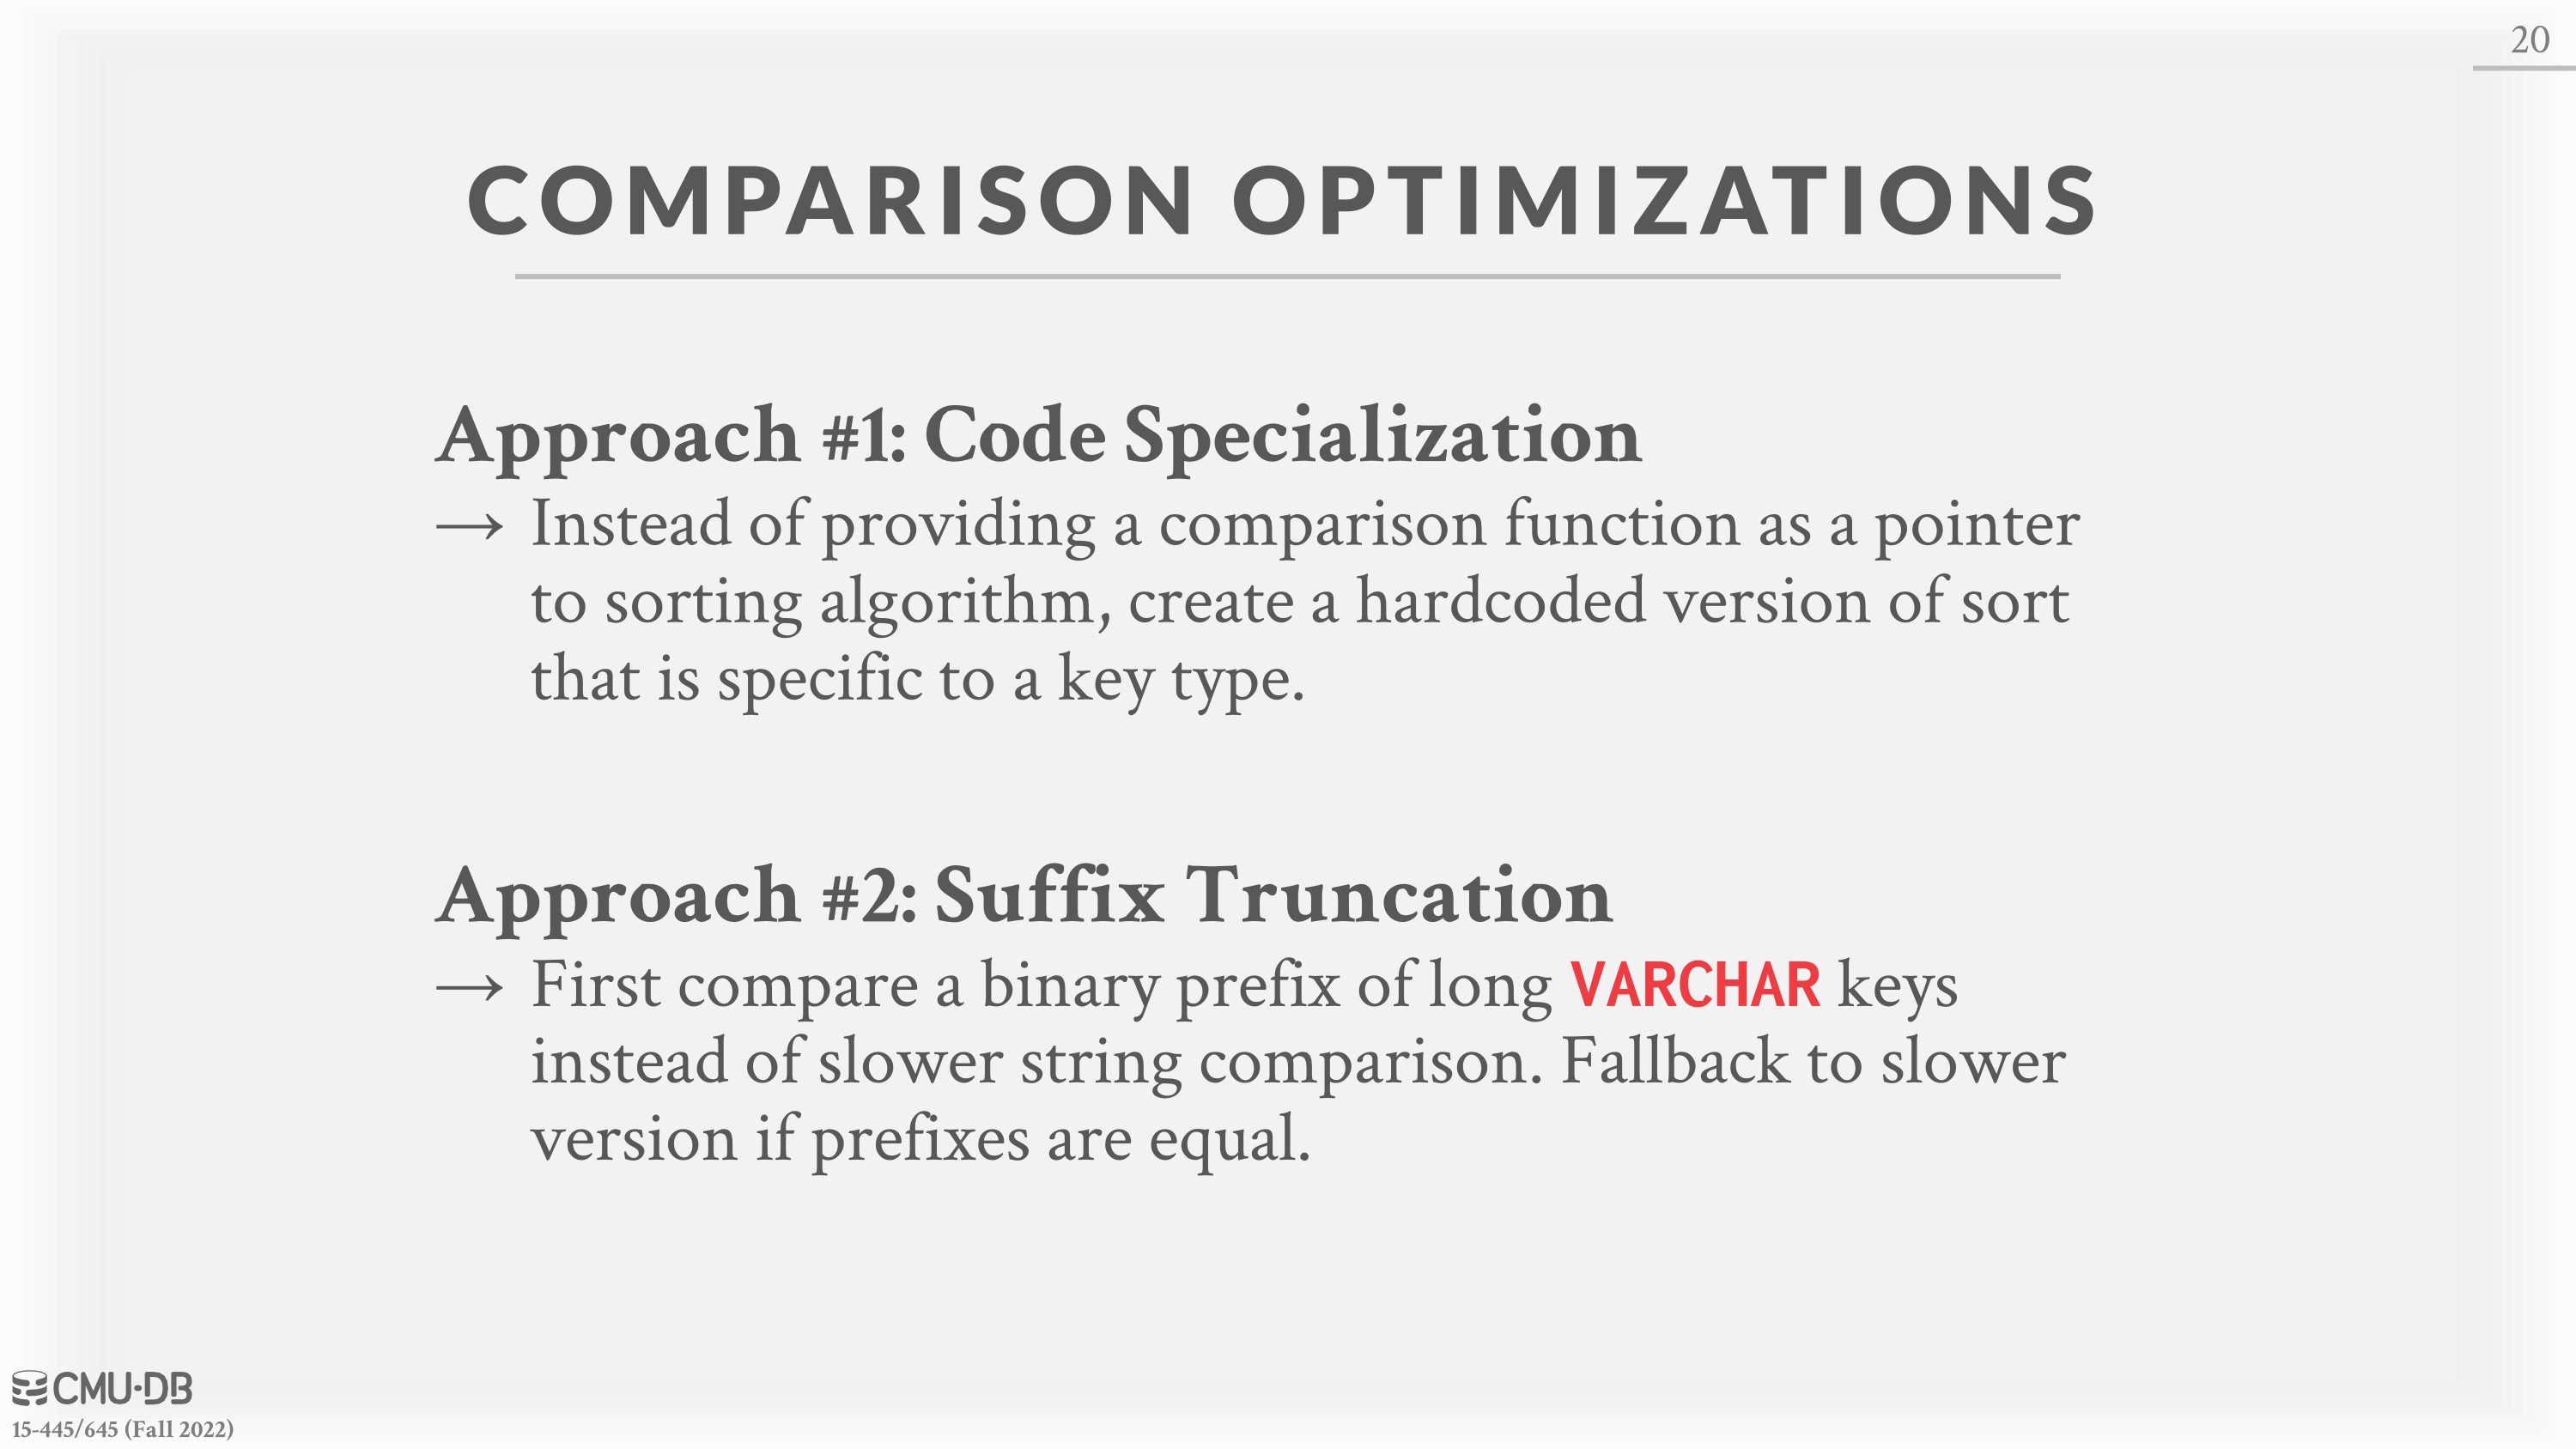 20
COMPARISON OPTIMIZATIONS
Approach #1: Code Specialization
→ Instead of providing a comparison function as a pointer
to sorting algorithm, create a hardcoded version of sort
that is specific to a key type.
Approach #2: Suffix Truncation
→ First compare a binary prefix of long VARCHAR keys
instead of slower string comparison. Fallback to slower
version if prefixes are equal.
CMU·DB
15-445/645 (Fall 2022)